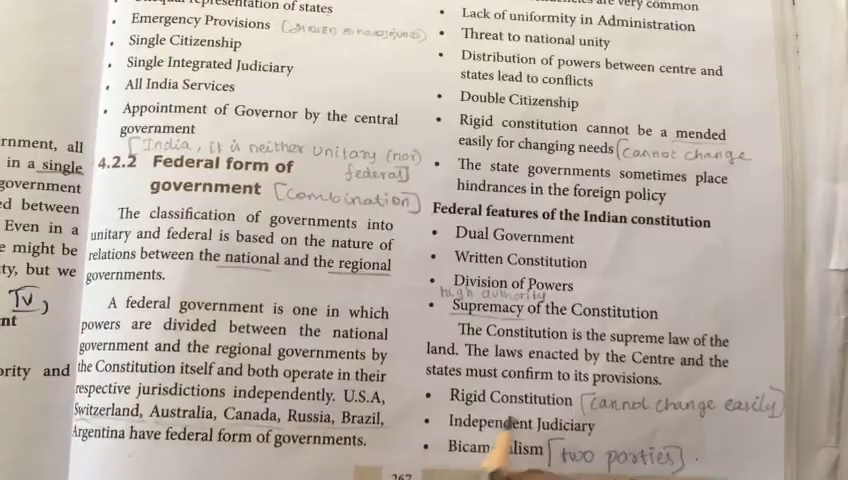 representation of states
• Emergency Provisions
• Single Citizenship
• Single Integrated Judiciary
• All India Services
• Appointment of Governor by the central
government
[India, it is neither unitary (nor)
federal]
4.2.2 Federal form of
government [combination]
The classification of governments into
unitary and federal is based on the nature of
relations between the national and the regional
governments.
A federal government is one in which
powers are divided between the national
government and the regional governments by
the Constitution itself and both operate in their
respective jurisdictions independently. U.S.A,
Switzerland, Australia, Canada, Russia, Brazil,
Argentina have federal form of governments.
are very common
• Lack of uniformity in Administration
• Threat to national unity
• Distribution of powers between centre and
states lead to conflicts
• Double Citizenship
• Rigid constitution cannot be a mended
easily for changing needs [cannot change
• The state governments sometimes place
hindrances in the foreign policy
Federal features of the Indian constitution
• Dual Government
• Written Constitution
• Division of Powers
high authority
• Supremacy of the Constitution
The Constitution is the supreme law of the
land. The laws enacted by the Centre and the
states must confirm to its provisions.
• Rigid Constitution [cannot change easily]
• Independent Judiciary
• [two parties].
267
rnment, all
in a single
government
ed between
Even in a
e might be
ty, but we
IV,
nt
ority and